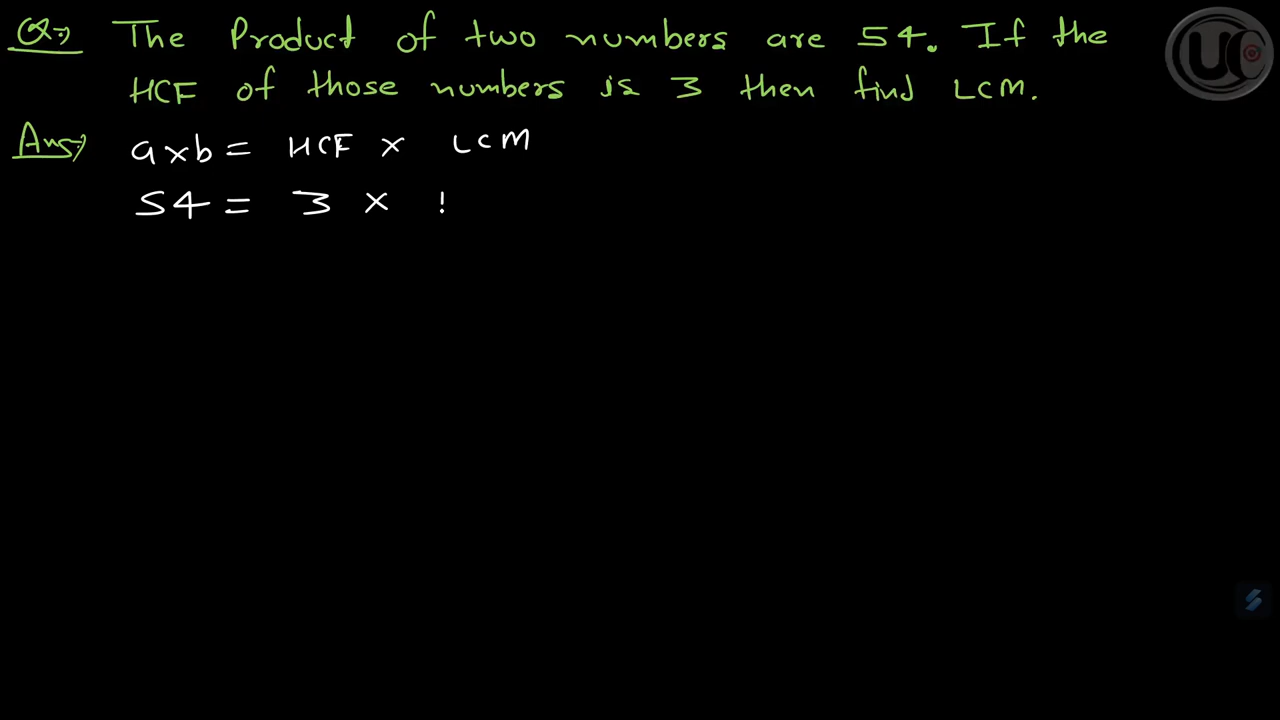 Q:-) The Product of two numbers are 54. If the
HCF of those numbers is 3 then find LCM.
Ans:-) a x b = HCF x LCM
54 = 3 x
UC